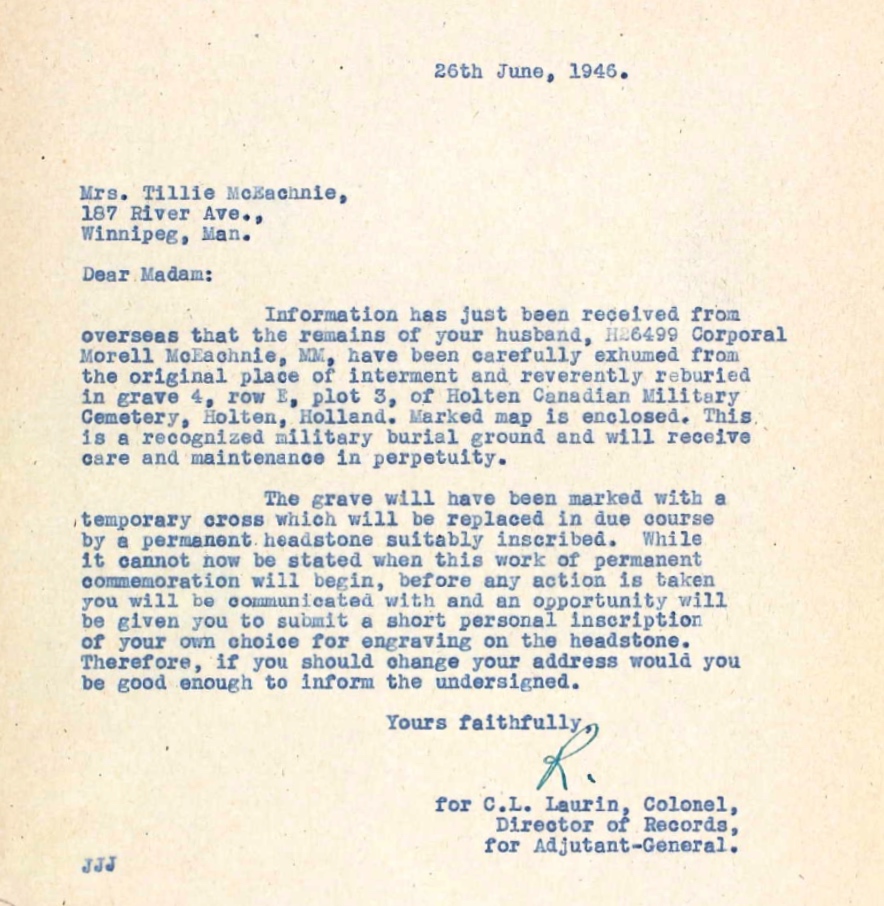 26th June, 1946.
Mrs. Tillie McEachnie,
187 River Ave.,
Winnipeg, Man.
Dear Madam:
Information has just been received from
overseas that the remains of your husband, H26499 Corporal
Morell McEachnie, MM, have been carefully exhumed from
the original place of interment and reverently reburied
in grave 4, row E, plot 3, of Holten Canadian Military
Cemetery, Holten, Holland. Marked map is enclosed. This
is a recognized military burial ground and will receive
care and maintenance in perpetuity.
The grave will have been marked with a
temporary cross which will be replaced in due course
by a permanent headstone suitably inscribed. While
it cannot now be stated when this work of permanent
commemoration will begin, before any action is taken
you will be communicated with and an opportunity will
be given you to submit a short personal inscription
of your own choice for engraving on the headstone.
Therefore, if you should change your address would you
be good enough to inform the undersigned.
Yours faithfully,
R.
for C.L. Laurin, Colonel,
Director of Records,
for Adjutant-General.
JJJ